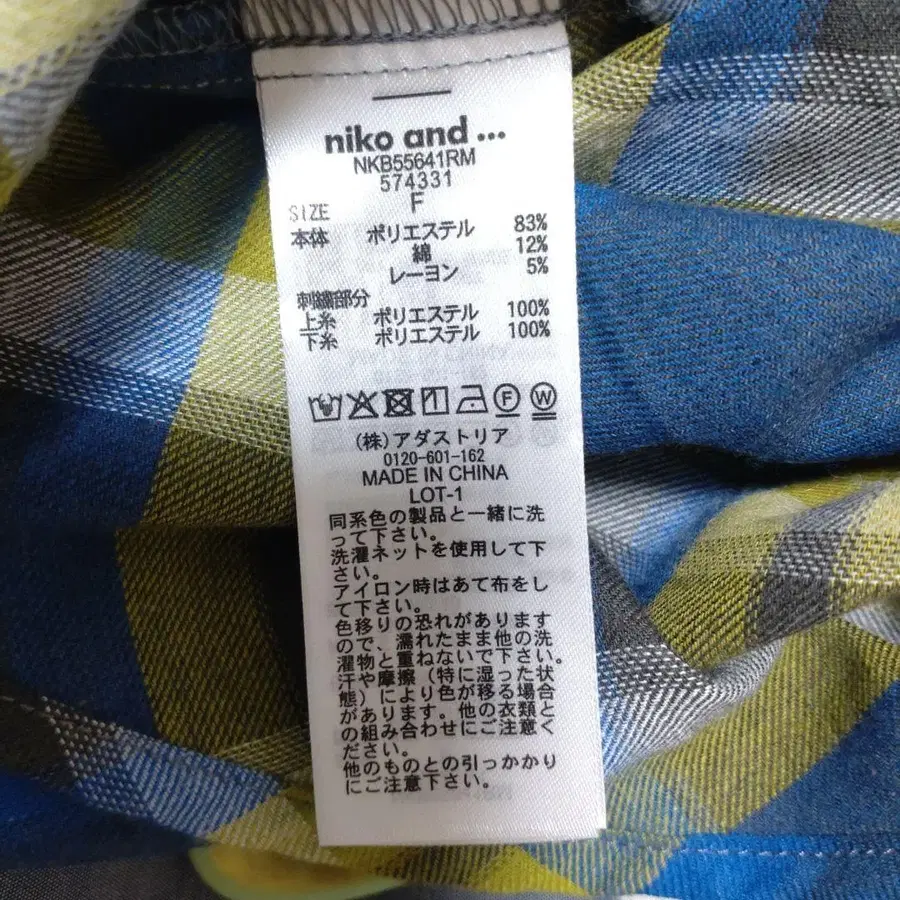 niko and ...
NKB55641RM
574331
SIZE F
本体 ポリエステル 83%
綿 12%
レーヨン 5%
刺繍部分
上糸 ポリエステル 100%
下糸 ポリエステル 100%
F W
(株)アダストリア
0120-601-162
MADE IN CHINA
LOT-1
同系色の製品と一緒に洗
って下さい。
洗濯ネットを使用して下
さい。
アイロン時はあて布をし
て下さい。
色移りの恐れがあります
ので、濡れたまま他の洗
濯物と重ねないで下さい。
汗や摩擦(特に湿った状
態)により色が移る場合
があります。他の衣類と
の組み合わせにご注意く
ださい。
他のものとの引っかかり
にご注意下さい。